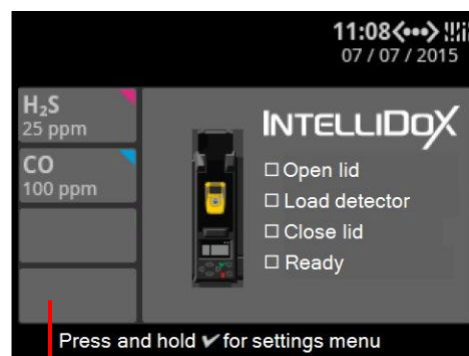 11:08
07 / 07 / 2015
H₂S
25 ppm
CO
100 ppm
INTELLIDOX
☐ Open lid
☐ Load detector
☐ Close lid
☐ Ready
Press and hold ✔ for settings menu